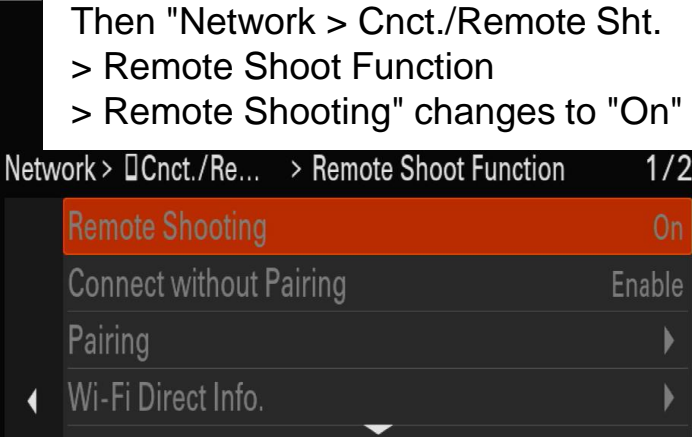 Then "Network > Cnct./Remote Sht.
> Remote Shoot Function
> Remote Shooting" changes to "On"
Network > ▯Cnct./Re... > Remote Shoot Function 1/2
Remote Shooting On
Connect without Pairing Enable
Pairing
Wi-Fi Direct Info.